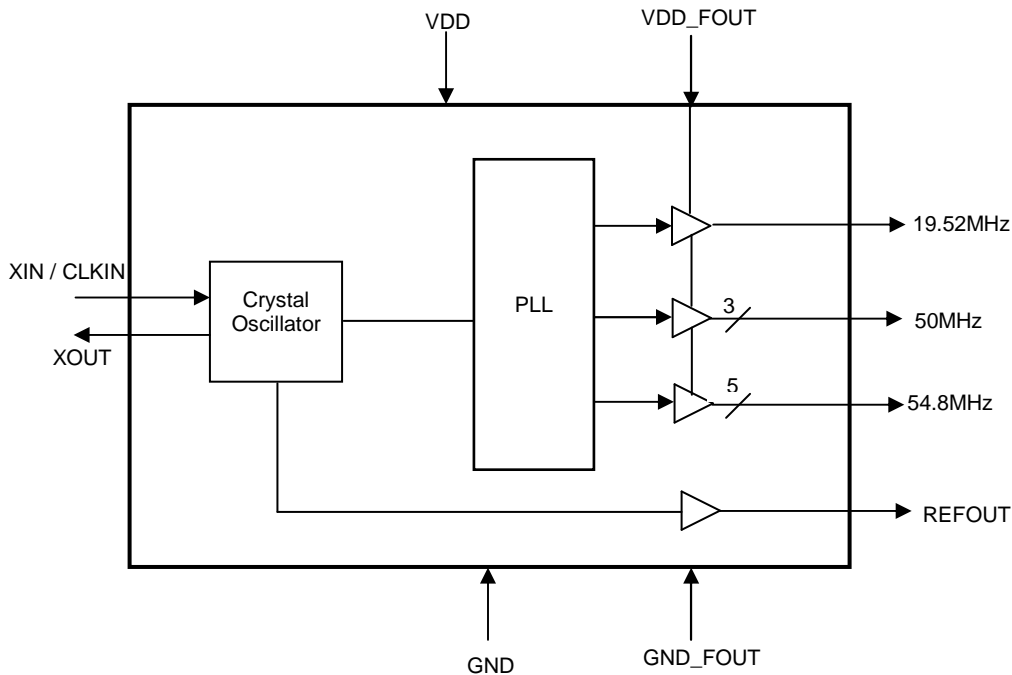 VDD
VDD_FOUT
19.52MHz
XIN / CLKIN
Crystal
Oscillator
PLL
3
50MHz
XOUT
5
54.8MHz
REFOUT
GND
GND_FOUT